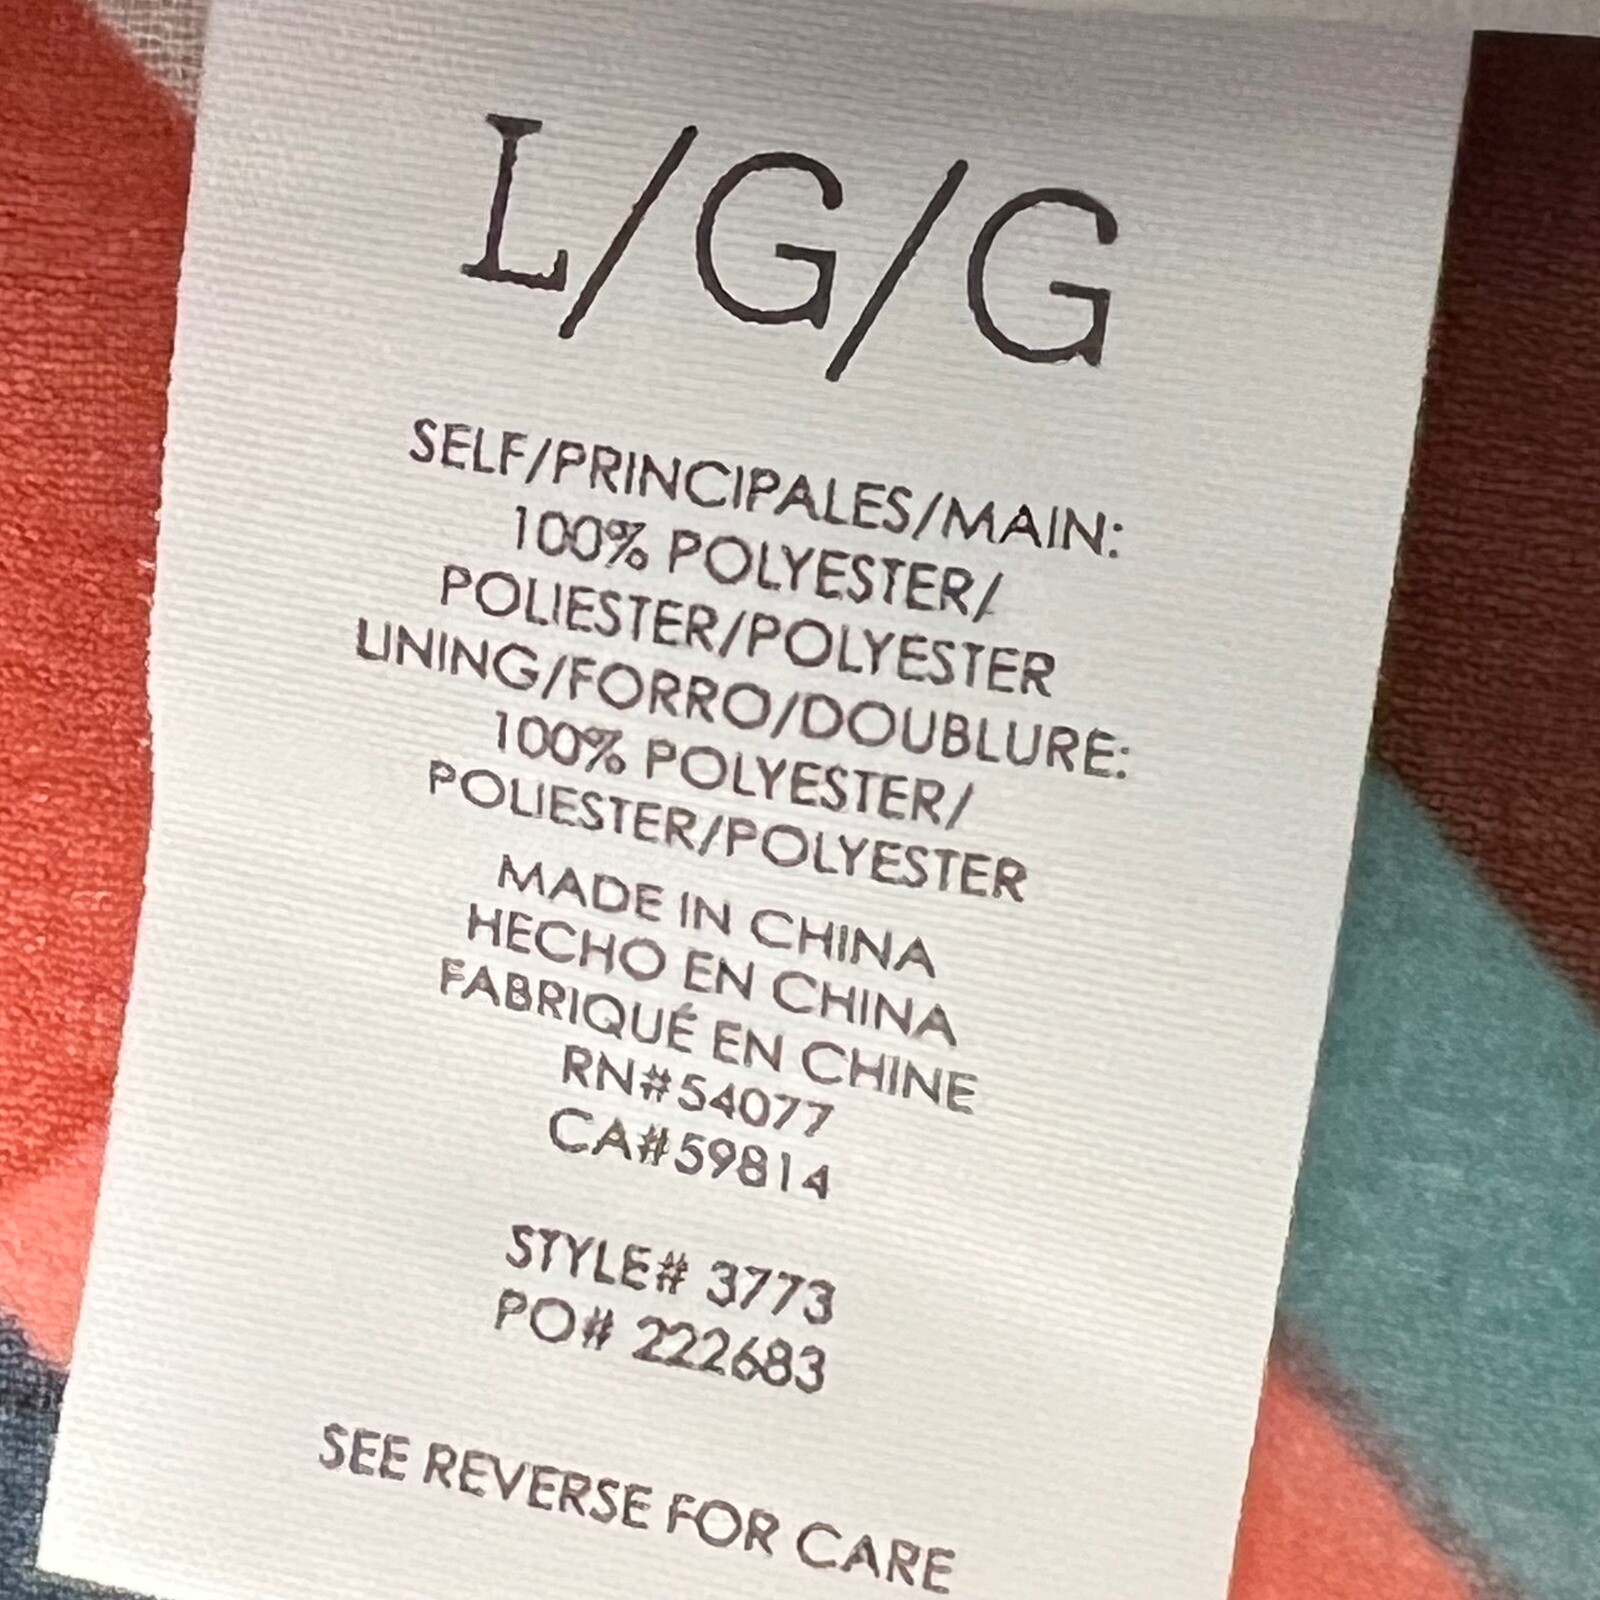 L/G/G
SELF/PRINCIPALES/MAIN:
100% POLYESTER/
POLIESTER/POLYESTER
LINING/FORRO/DOUBLURE:
100% POLYESTER/
POLIESTER/POLYESTER
MADE IN CHINA
HECHO EN CHINA
FABRIQUÉ EN CHINE
RN#54077
CA#59814
STYLE# 3773
PO# 222683
SEE REVERSE FOR CARE